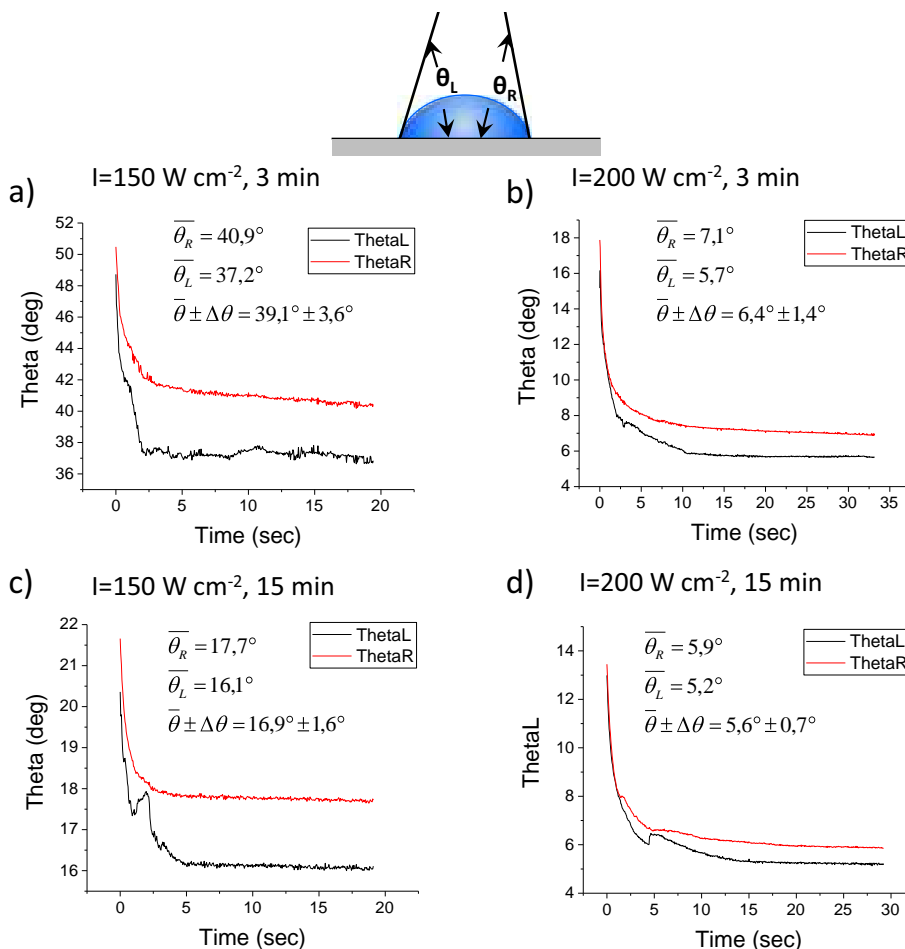 θL θR
a) I=150 W cm-2, 3 min
52
50
48
46
44
42
40
38
36
Theta (deg)
θR = 40,9°
θL = 37,2°
θ ± Δθ = 39,1° ± 3,6°
ThetaL
ThetaR
0 5 10 15 20
Time (sec)
b) I=200 W cm-2, 3 min
18
16
14
12
10
8
6
4
Theta (deg)
θR = 7,1°
θL = 5,7°
θ ± Δθ = 6,4° ± 1,4°
ThetaL
ThetaR
0 5 10 15 20 25 30 35
Time (sec)
c) I=150 W cm-2, 15 min
22
21
20
19
18
17
16
Theta (deg)
θR = 17,7°
θL = 16,1°
θ ± Δθ = 16,9° ± 1,6°
ThetaL
ThetaR
0 5 10 15 20
Time (sec)
d) I=200 W cm-2, 15 min
14
12
10
8
6
4
ThetaL
θR = 5,9°
θL = 5,2°
θ ± Δθ = 5,6° ± 0,7°
ThetaL
ThetaR
0 5 10 15 20 25 30
Time (sec)